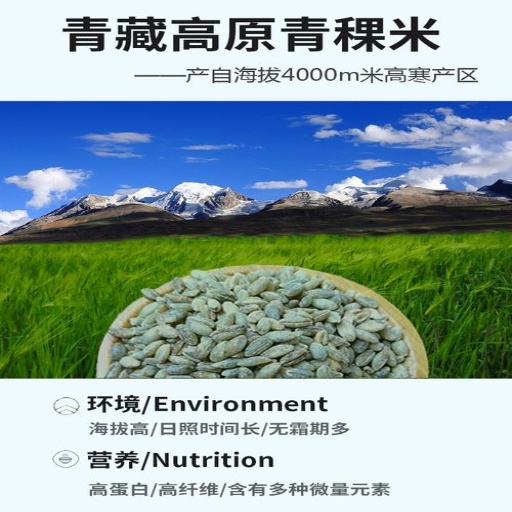 青藏高原青稞米
——产自海拔4000m米高寒产区
环境/Environment
海拔高/日照时间长/无霜期多
营养/Nutrition
高蛋白/高纤维/含有多种微量元素